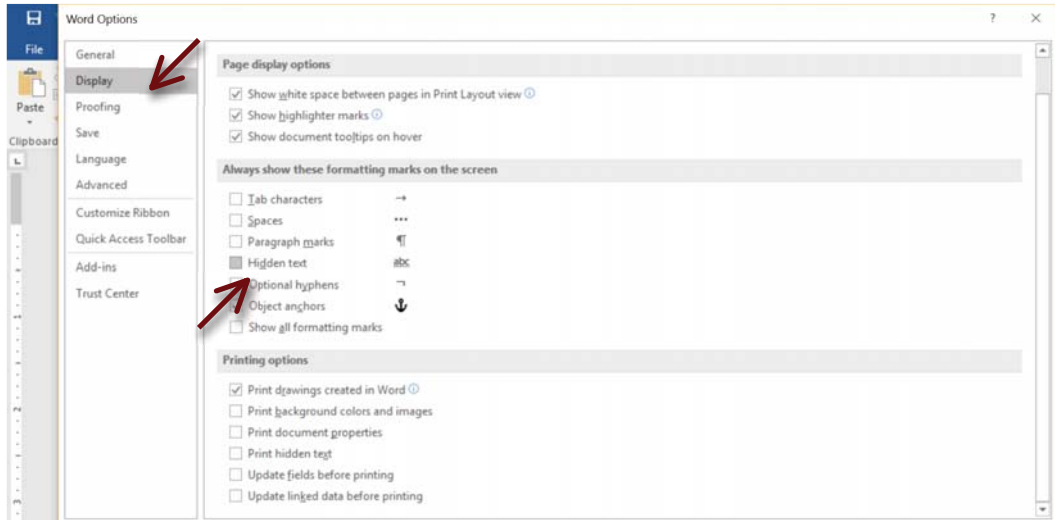 Word Options
?
File
Paste
Clipboard
General
Display
Proofing
Save
Language
Advanced
Customize Ribbon
Quick Access Toolbar
Add-ins
Trust Center
Page display options
Show white space between pages in Print Layout view
Show highlighter marks
Show document tooltips on hover
Always show these formatting marks on the screen
Tab characters →
Spaces •••
Paragraph marks ¶
Hidden text abc
Optional hyphens ¬
Object anchors
Show all formatting marks
Printing options
Print drawings created in Word
Print background colors and images
Print document properties
Print hidden text
Update fields before printing
Update linked data before printing